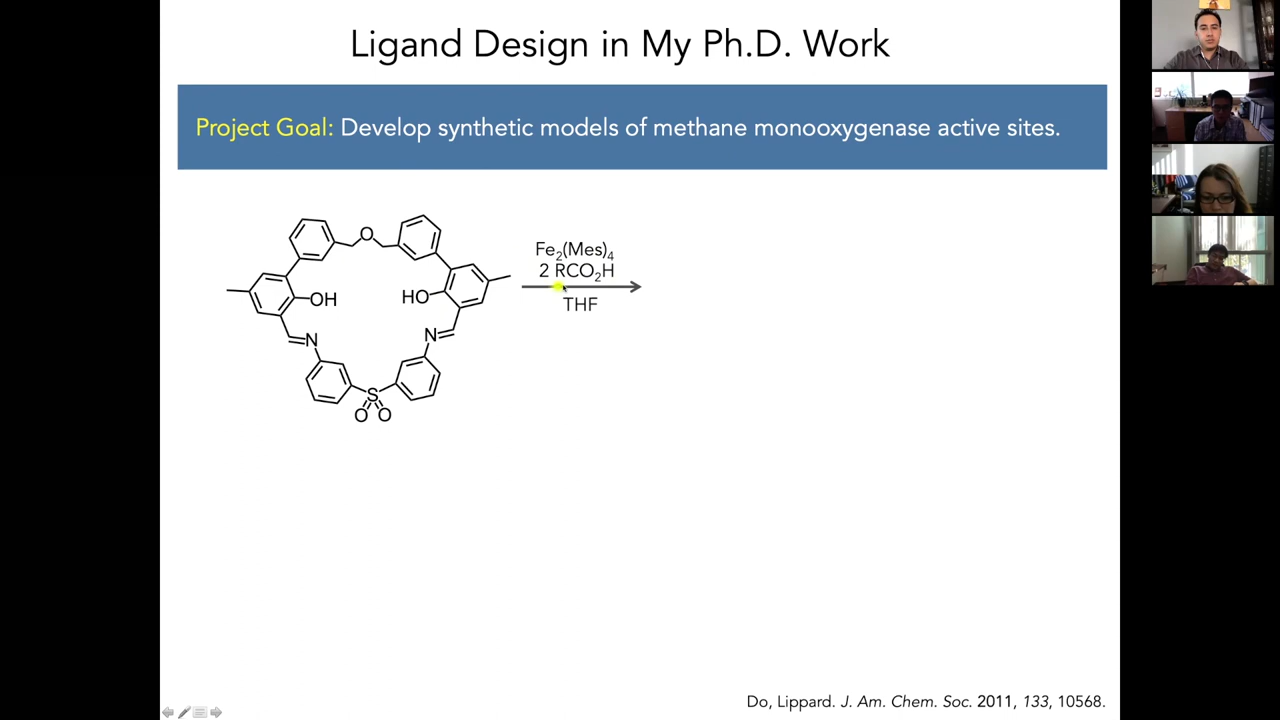 Ligand Design in My Ph.D. Work
Project Goal: Develop synthetic models of methane monooxygenase active sites.
O
OH
HO
N
N
S
O O
Fe2(Mes)4
2 RCO2H
THF
Do, Lippard. J. Am. Chem. Soc. 2011, 133, 10568.